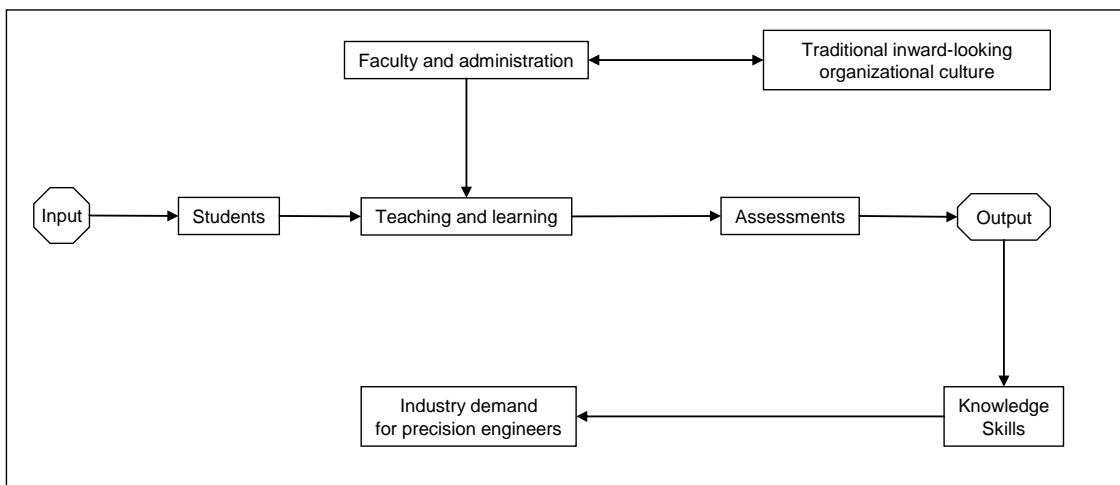 Faculty and administration
Traditional inward-looking
organizational culture
Input
Students
Teaching and learning
Assessments
Output
Industry demand
for precision engineers
Knowledge
Skills